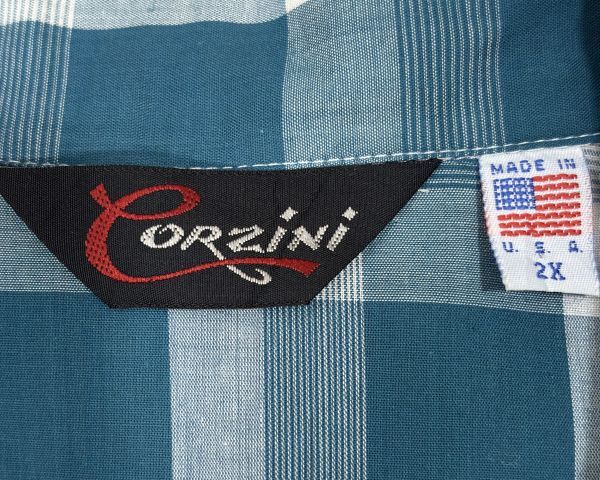 CORZINI
MADE IN
U. S. A.
2X